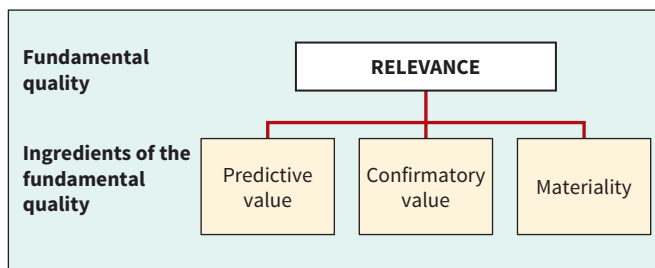 Fundamental
quality
RELEVANCE
Ingredients of the
fundamental
quality
Predictive
value
Confirmatory
value
Materiality